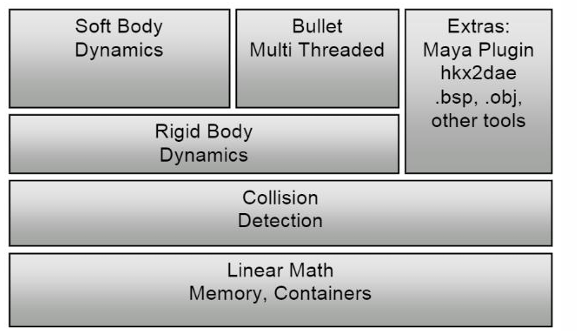 Soft Body
Dynamics
Bullet
Multi Threaded
Extras:
Maya Plugin
hkx2dae
.bsp, .obj,
other tools
Rigid Body
Dynamics
Collision
Detection
Linear Math
Memory, Containers